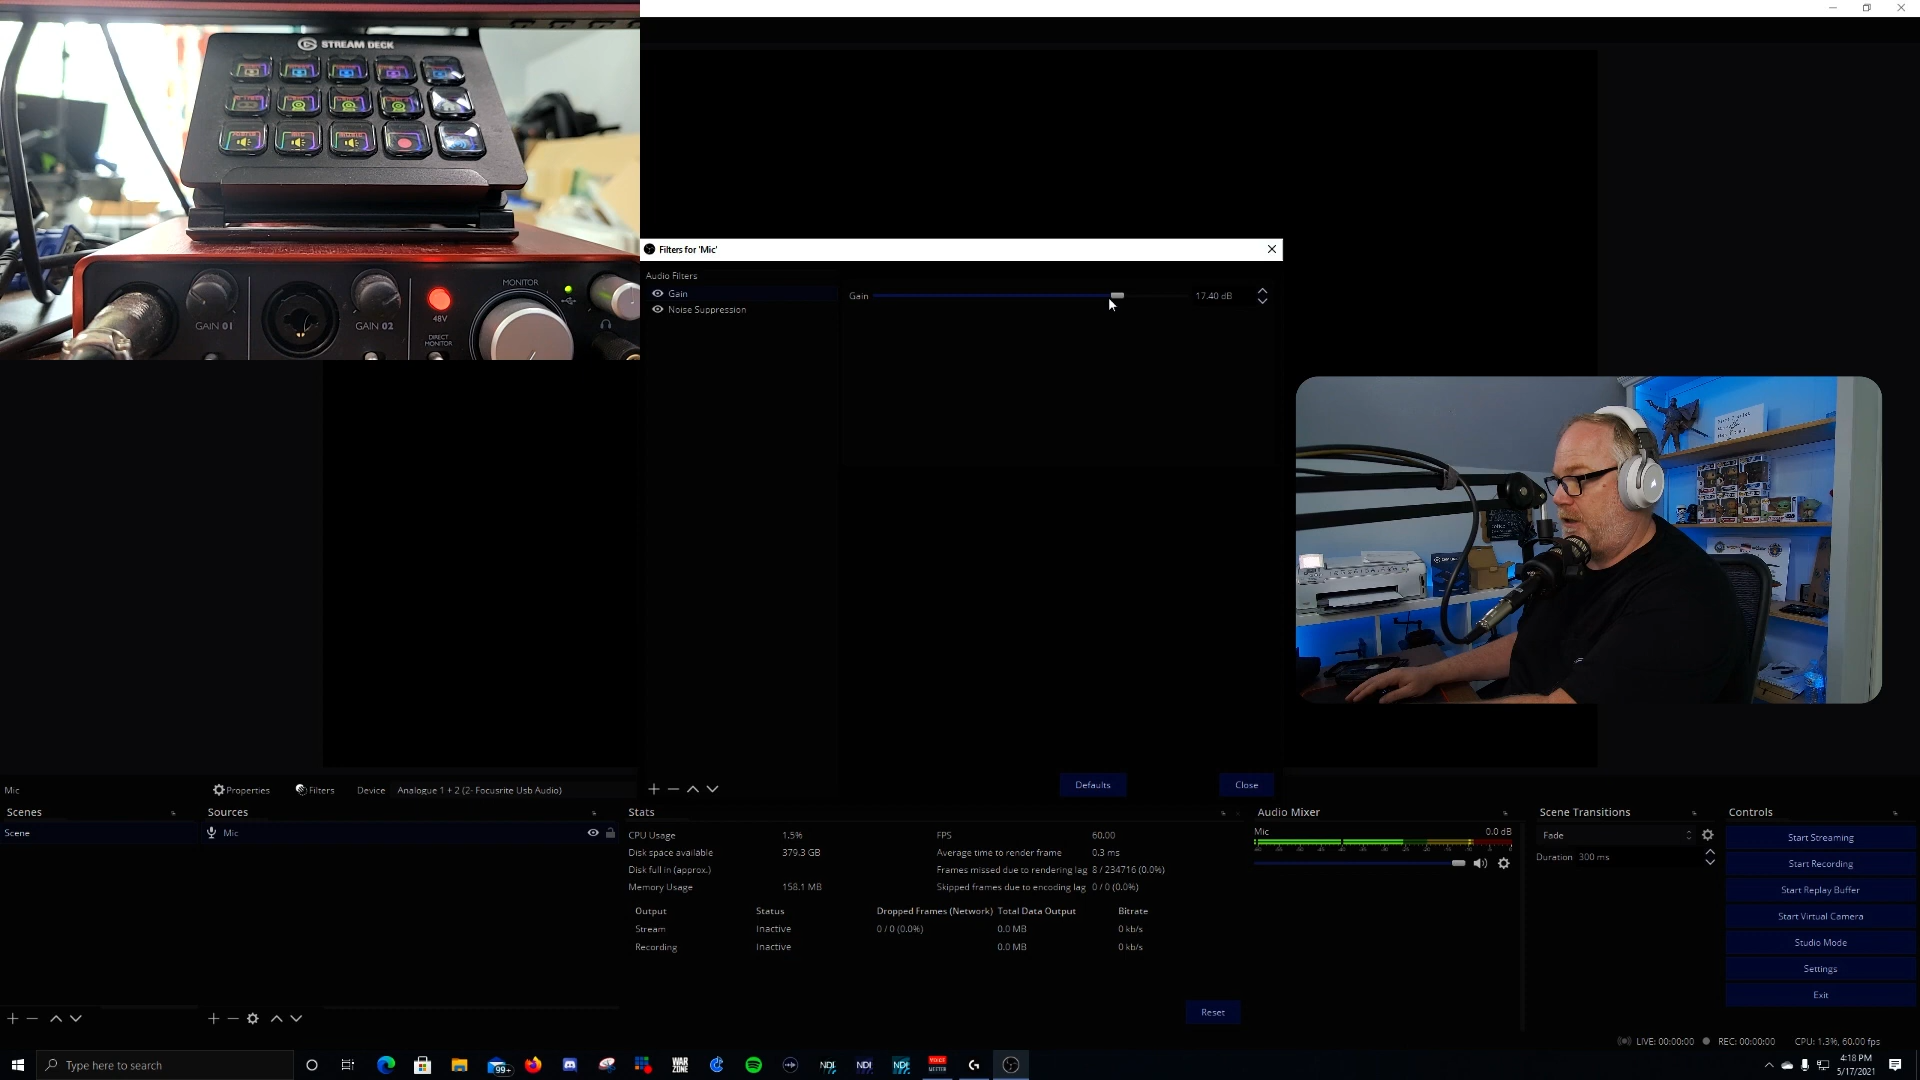 STREAM DECK
GAIN 01
GAIN 02
48V
DIRECT
MONITOR
MONITOR
Filters for 'Mic'
Audio Filters
Gain
Noise Suppression
Gain
17.40 dB
Defaults
Close
Mic
Properties
Filters
Device
Analogue 1 + 2 (2- Focusrite Usb Audio)
Scenes
Scene
Sources
Mic
Stats
CPU Usage 1.5%
Disk space available 379.3 GB
Disk full in (approx.)
Memory Usage 158.1 MB
FPS 60.00
Average time to render frame 0.3 ms
Frames missed due to rendering lag 8 / 234716 (0.0%)
Skipped frames due to encoding lag 0 / 0 (0.0%)
Output Status Dropped Frames (Network) Total Data Output Bitrate
Stream Inactive 0 / 0 (0.0%) 0.0 MB 0 kb/s
Recording Inactive 0.0 MB 0 kb/s
Reset
Audio Mixer
Mic 0.0 dB
Scene Transitions
Fade
Duration 300 ms
Controls
Start Streaming
Start Recording
Start Replay Buffer
Start Virtual Camera
Studio Mode
Settings
Exit
LIVE: 00:00:00 REC: 00:00:00 CPU: 1.3%, 60.00 fps
Type here to search
99+
WAR
ZONE
NDI
NDI
NDI
4:18 PM
5/17/2021